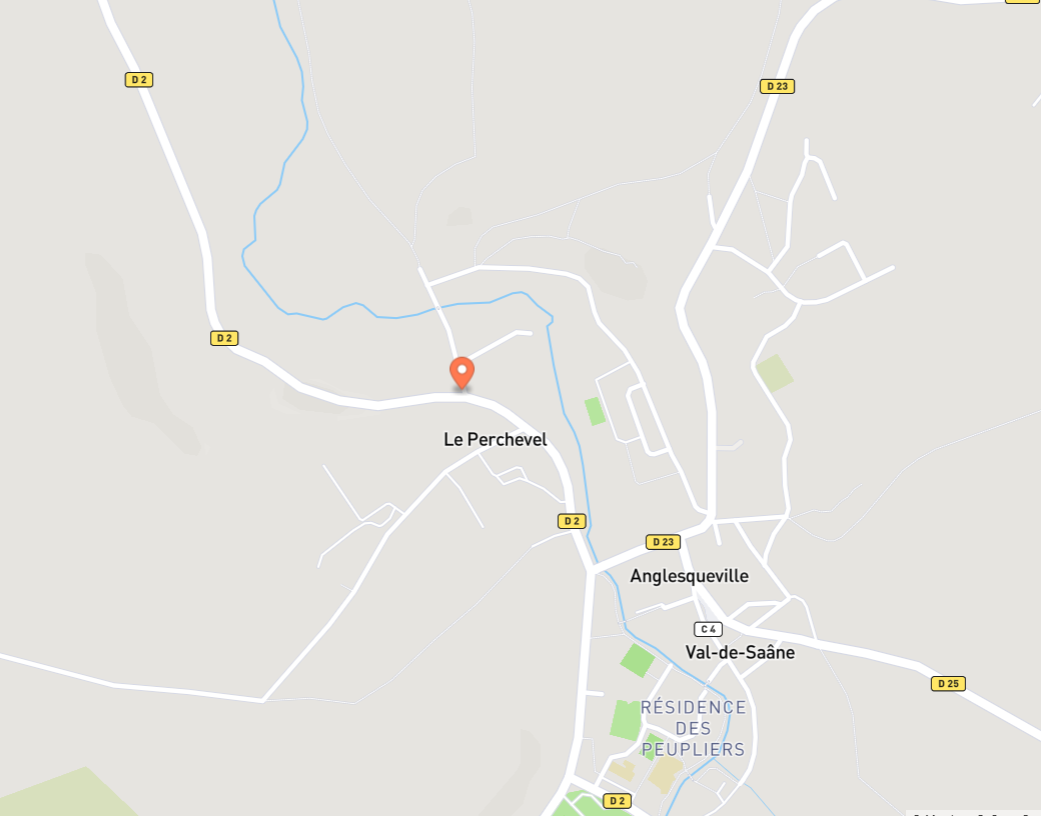 D 2
D 23
D 2
Le Perchevel
D 2
D 23
Anglesqueville
C 4
Val-de-Saâne
D 25
RÉSIDENCE
DES
PEUPLIERS
D 2